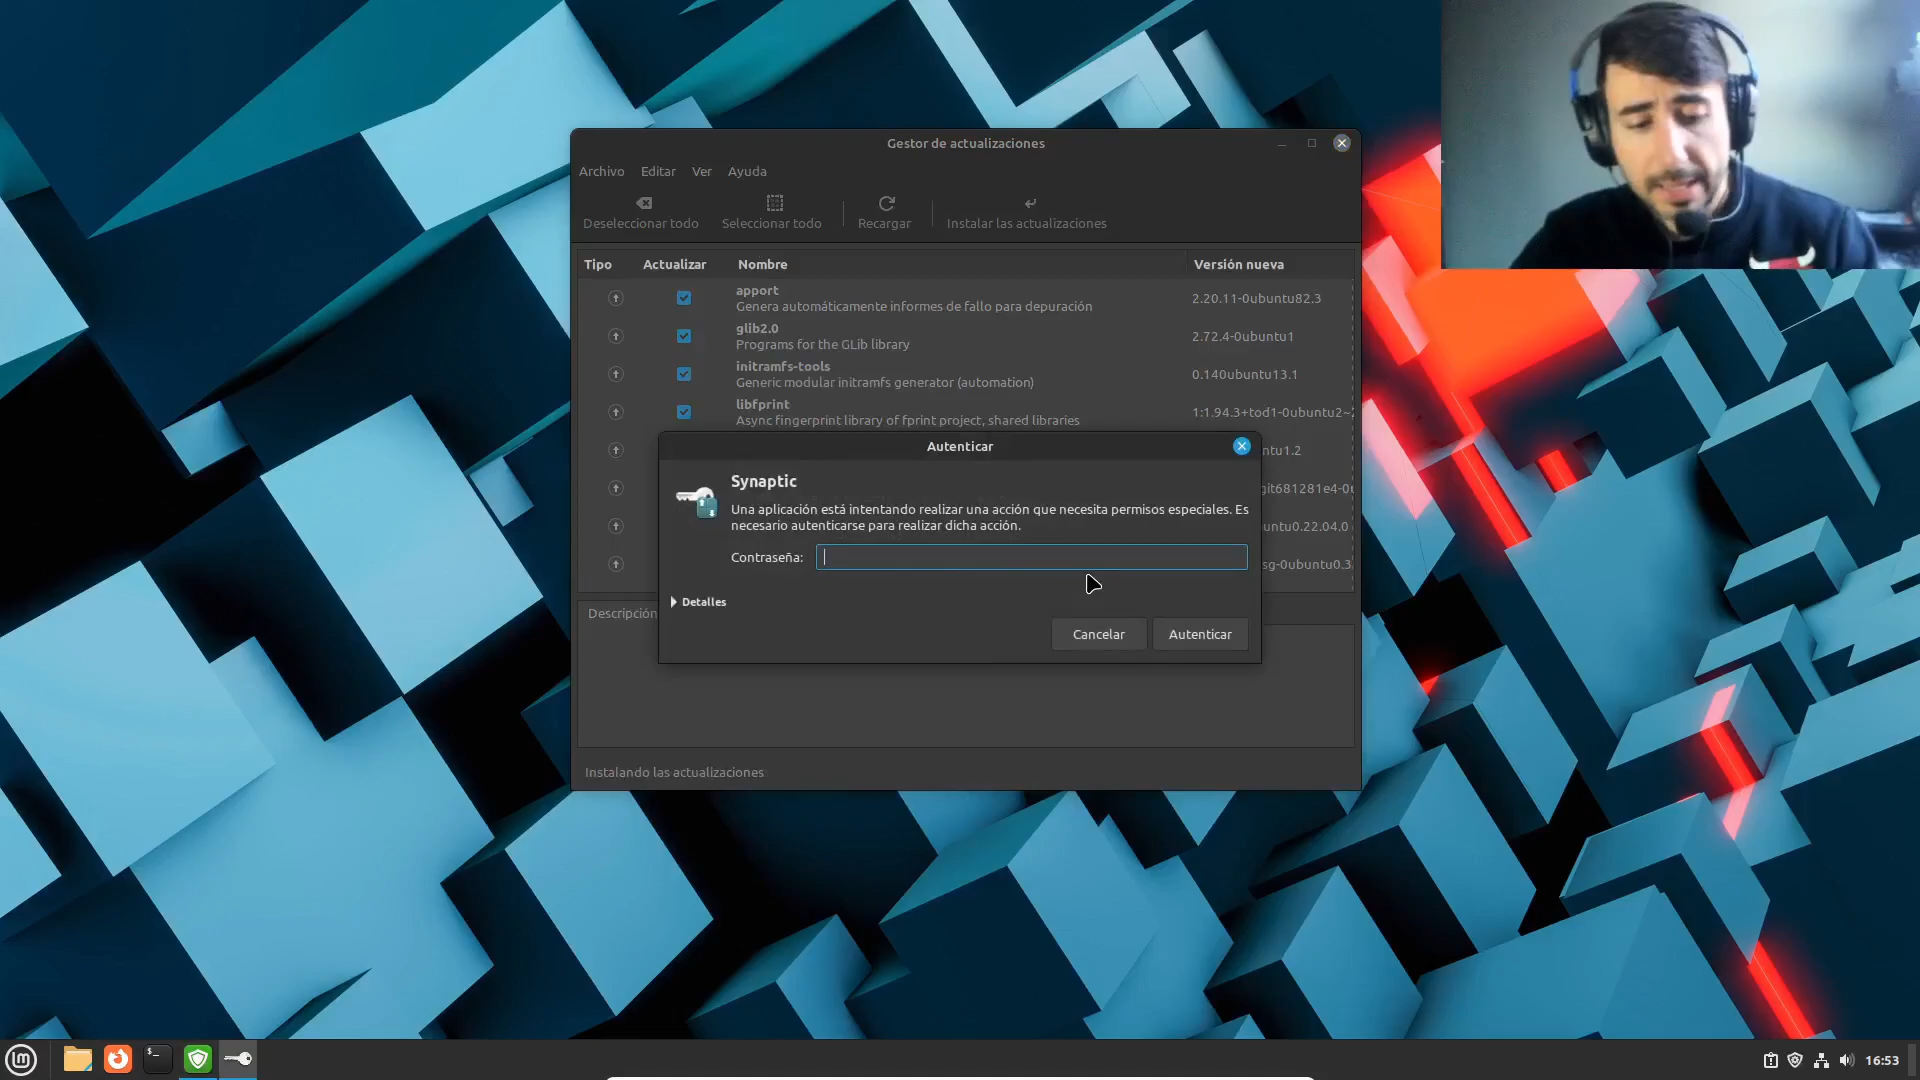 Gestor de actualizaciones
Archivo Editar Ver Ayuda
Deseleccionar todo Seleccionar todo Recargar Instalar las actualizaciones
Tipo Actualizar Nombre Versión nueva
apport
Genera automáticamente informes de fallo para depuración 2.20.11-0ubuntu82.3
glib2.0
Programs for the GLib library 2.72.4-0ubuntu1
initramfs-tools
Generic modular initramfs generator (automation) 0.140ubuntu13.1
libfprint
Async fingerprint library of fprint project, shared libraries 1:1.94.3+tod1-0ubuntu2~
Autenticar
ntu1.2
Synaptic
git681281e4-0
Una aplicación está intentando realizar una acción que necesita permisos especiales. Es
necesario autenticarse para realizar dicha acción.
untu0.22.04.0
Contraseña:
sg-0ubuntu0.3
Detalles
Descripción
Cancelar Autenticar
Instalando las actualizaciones
16:53